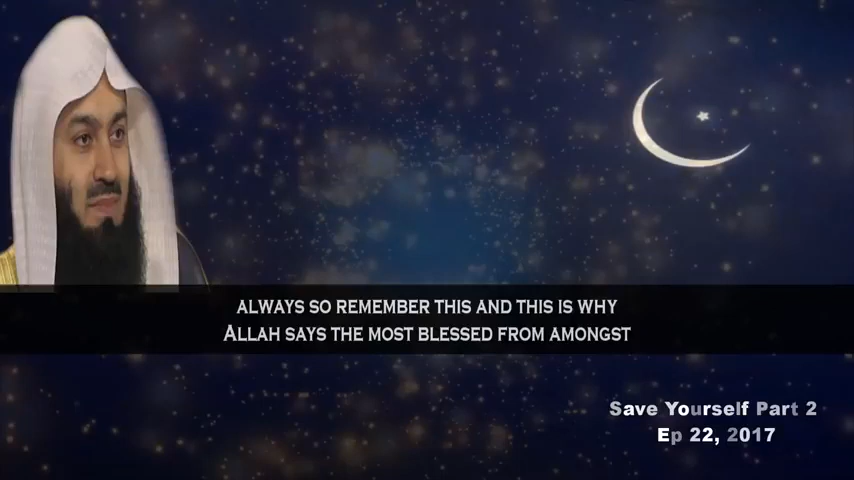 ALWAYS SO REMEMBER THIS AND THIS IS WHY
ALLAH SAYS THE MOST BLESSED FROM AMONGST
Save Yourself Part 2
Ep 22, 2017